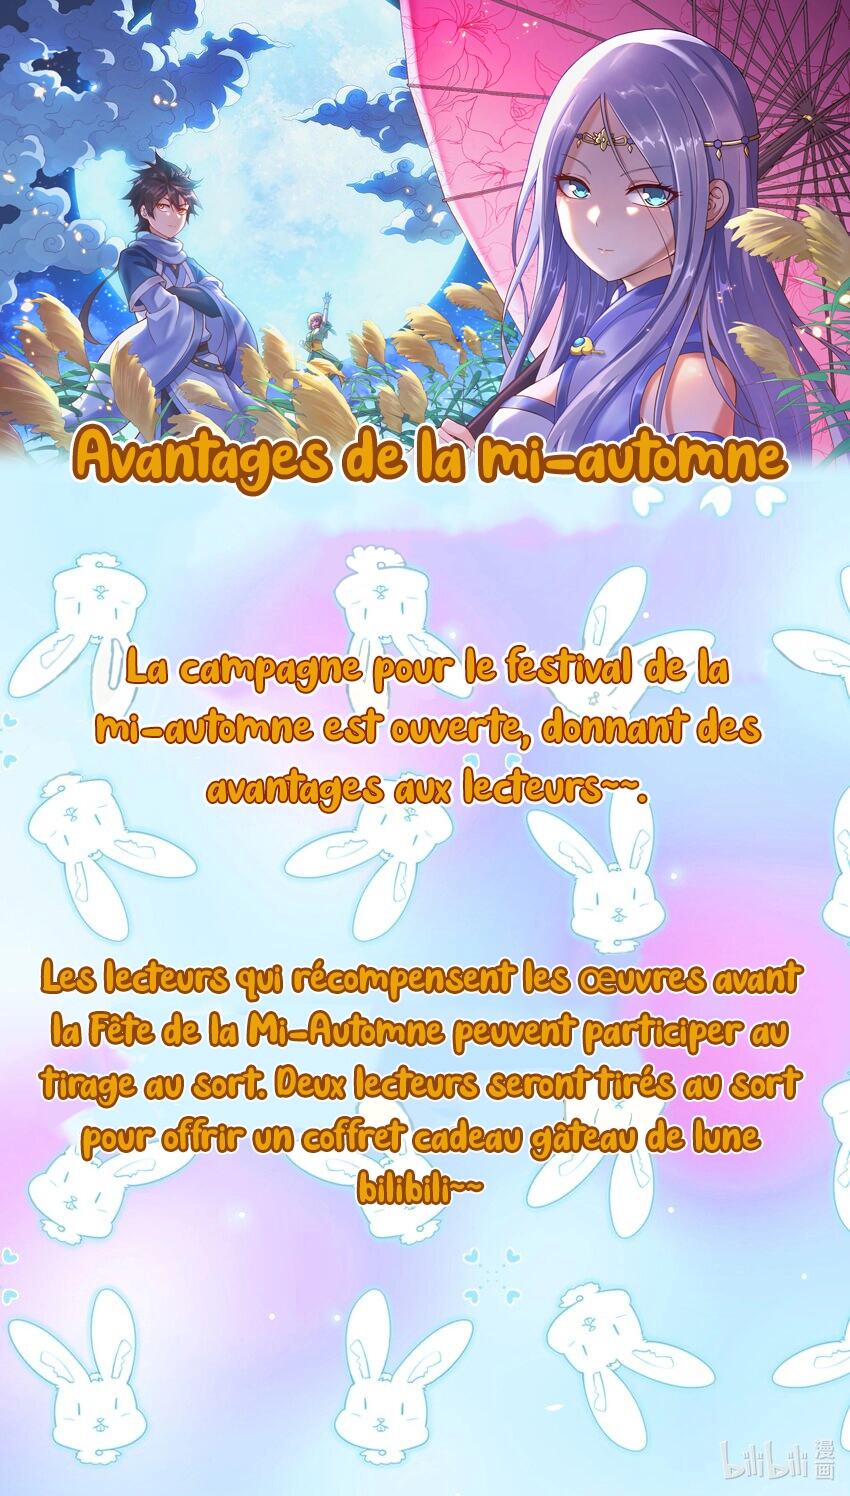 Avantages de la mi-automne
La campagne pour le festival de la
mi-automne est ouverte, donnant des
avantages aux lecteurs~~.
Les lecteurs qui récompensent les œuvres avant
la Fête de la Mi-Automne peuvent participer au
tirage au sort. Deux lecteurs seront tirés au sort
pour offrir un coffret cadeau gâteau de lune
bilibili~~
bilibili 漫画